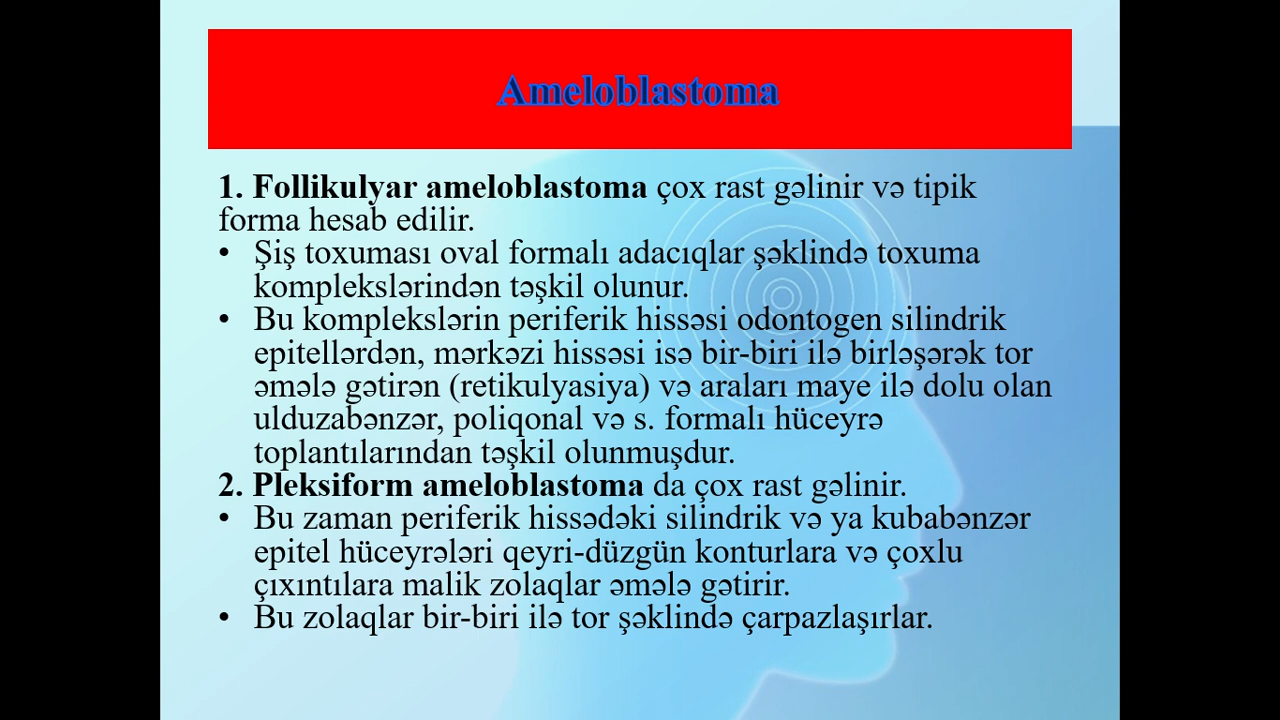 Ameloblastoma
1. Follikulyar ameloblastoma çox rast gəlinir və tipik
forma hesab edilir.
• Şiş toxuması oval formalı adacıqlar şəklində toxuma
komplekslərindən təşkil olunur.
• Bu komplekslərin periferik hissəsi odontogen silindrik
epitellərdən, mərkəzi hissəsi isə bir-biri ilə birləşərək tor
əmələ gətirən (retikulyasiya) və araları maye ilə dolu olan
ulduzabənzər, poliqonal və s. formalı hüceyrə
toplantılarından təşkil olunmuşdur.
2. Pleksiform ameloblastoma da çox rast gəlinir.
• Bu zaman periferik hissədəki silindrik və ya kubabənzər
epitel hüceyrələri qeyri-düzgün konturlara və çoxlu
çıxıntılara malik zolaqlar əmələ gətirir.
• Bu zolaqlar bir-biri ilə tor şəklində çarpazlaşırlar.